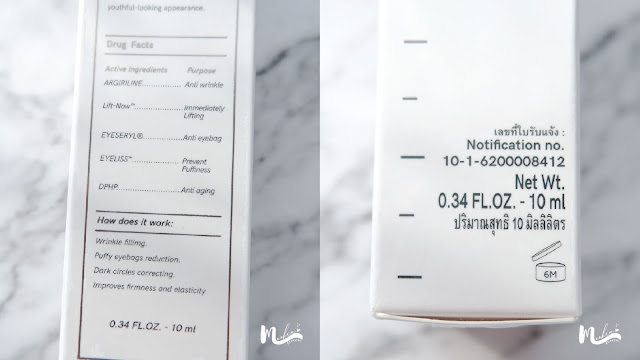 youthful-looking appearance.
Drug Facts
Active ingredients Purpose
ARGIRILINE.................. Anti wrinkle
Lift-Now™.................. Immediately
Lifting
EYESERYL®.................. Anti eyebag
EYELISS™.................. Prevent
Puffiness
DPHP.................. Anti aging
How does it work:
Wrinkle filling.
Puffy eyebags reduction.
Dark circles correcting.
Improves firmness and elasticity
0.34 FL.OZ. - 10 ml
เลขที่ใบรับแจ้ง :
Notification no.
10-1-6200008412
Net Wt.
0.34 FL.OZ. - 10 ml
ปริมาณสุทธิ 10 มิลลิลิตร
6M